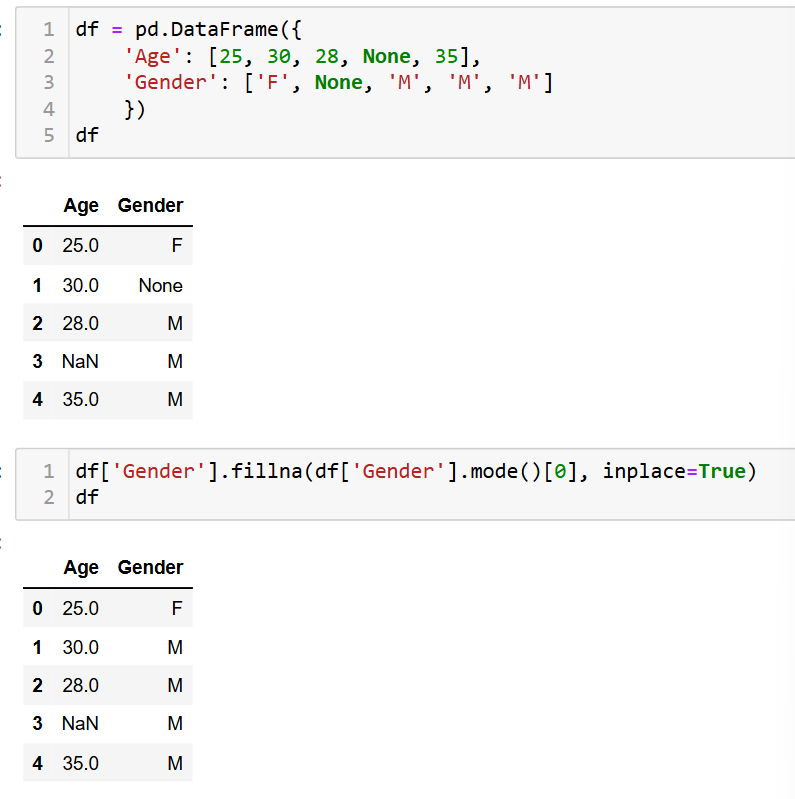 1 df = pd.DataFrame({
2     'Age': [25, 30, 28, None, 35],
3     'Gender': ['F', None, 'M', 'M', 'M']
4     })
5 df
Age Gender
0 25.0 F
1 30.0 None
2 28.0 M
3 NaN M
4 35.0 M
1 df['Gender'].fillna(df['Gender'].mode()[0], inplace=True)
2 df
Age Gender
0 25.0 F
1 30.0 M
2 28.0 M
3 NaN M
4 35.0 M